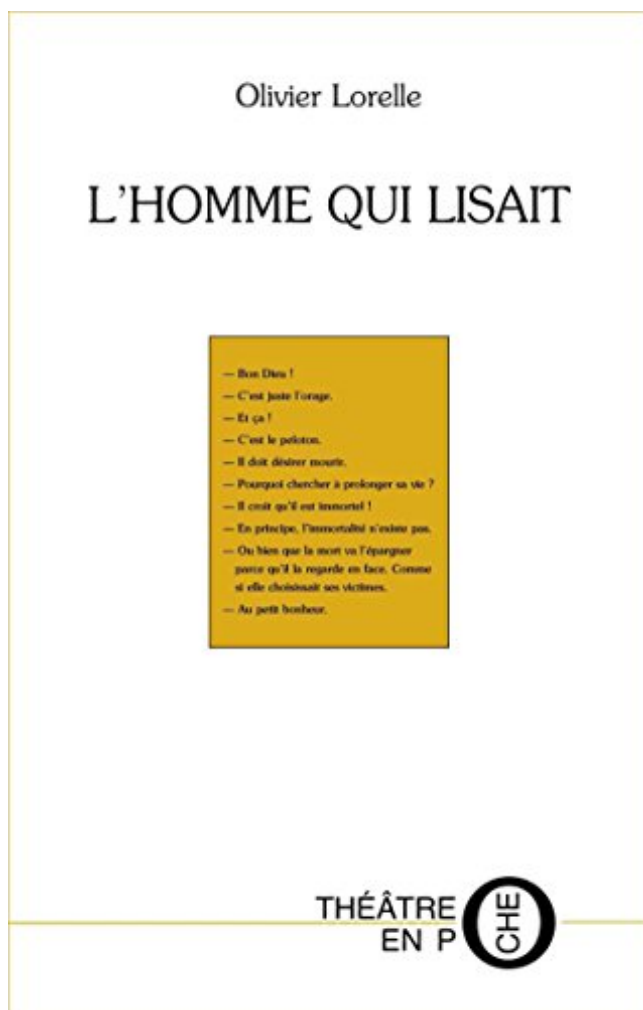 Olivier Lorelle
L'HOMME QUI LISAIT
— Bon Dieu !
— C'est juste l'orage.
— Et ça !
— C'est le peloton.
— Il doit désirer mourir.
— Pourquoi chercher à prolonger sa vie ?
— Il croit qu'il est immortel !
— En principe, l'immortalité n'existe pas.
— Ou bien que la mort va l'épargner
parce qu'il la regarde en face. Comme
si elle choisissait ses victimes.
— Au petit bonheur.
THÉÂTRE
EN POCHE